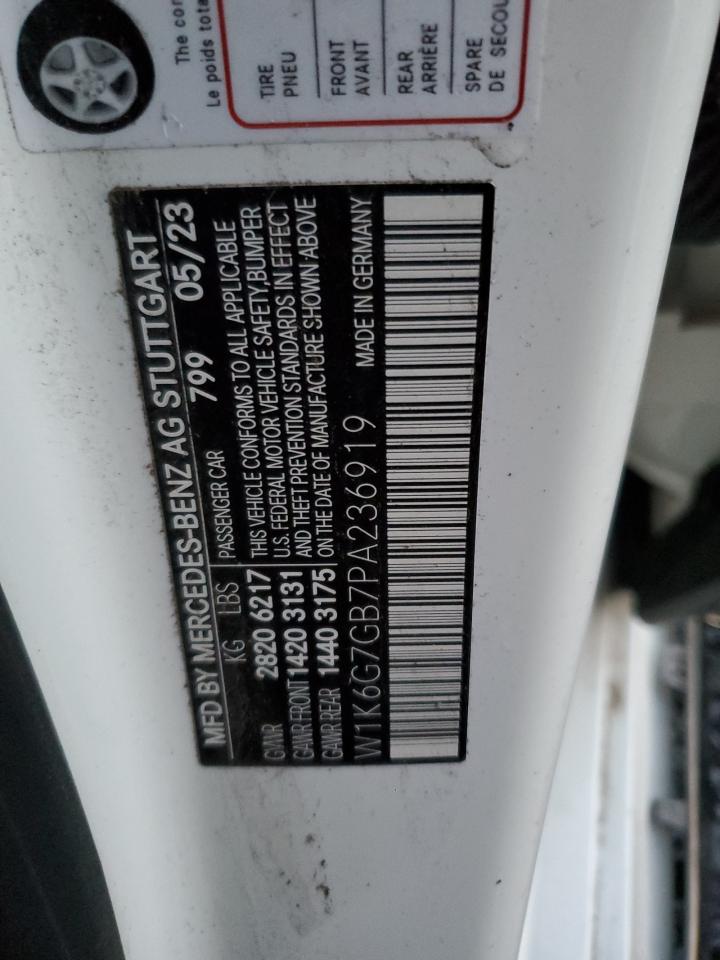 The con
Le poids tota
TIRE
PNEU
FRONT
AVANT
REAR
ARRIÈRE
SPARE
DE SECOU
MFD BY MERCEDES-BENZ AG STUTTGART
KG LBS PASSENGER CAR 799 05/23
GVWR 2820 6217
GAWR FRONT 1420 3131
GAWR REAR 1440 3175
THIS VEHICLE CONFORMS TO ALL APPLICABLE
U.S. FEDERAL MOTOR VEHICLE SAFETY,BUMPER
AND THEFT PREVENTION STANDARDS IN EFFECT
ON THE DATE OF MANUFACTURE SHOWN ABOVE
W1K6G7GB7PA236919 MADE IN GERMANY